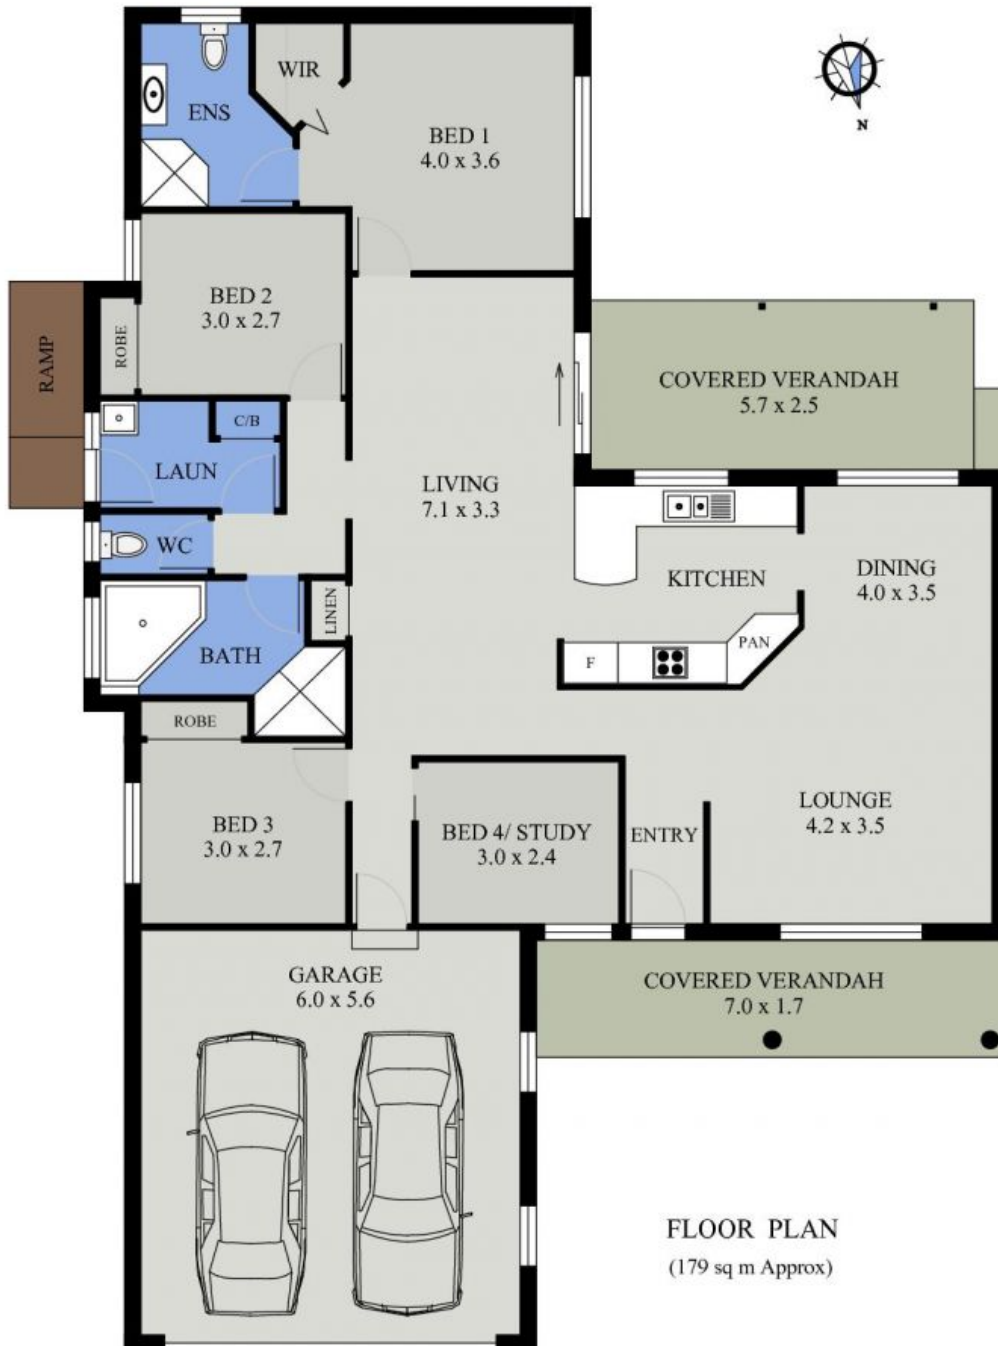 WIR
ENS
BED 1
4.0 x 3.6
N
BED 2
3.0 x 2.7
ROBE
RAMP
COVERED VERANDAH
5.7 x 2.5
C/B
LAUN
LIVING
7.1 x 3.3
WC
KITCHEN
DINING
4.0 x 3.5
LINEN
BATH
F
PAN
ROBE
BED 3
3.0 x 2.7
BED 4/ STUDY
3.0 x 2.4
ENTRY
LOUNGE
4.2 x 3.5
GARAGE
6.0 x 5.6
COVERED VERANDAH
7.0 x 1.7
FLOOR PLAN
(179 sq m Approx)